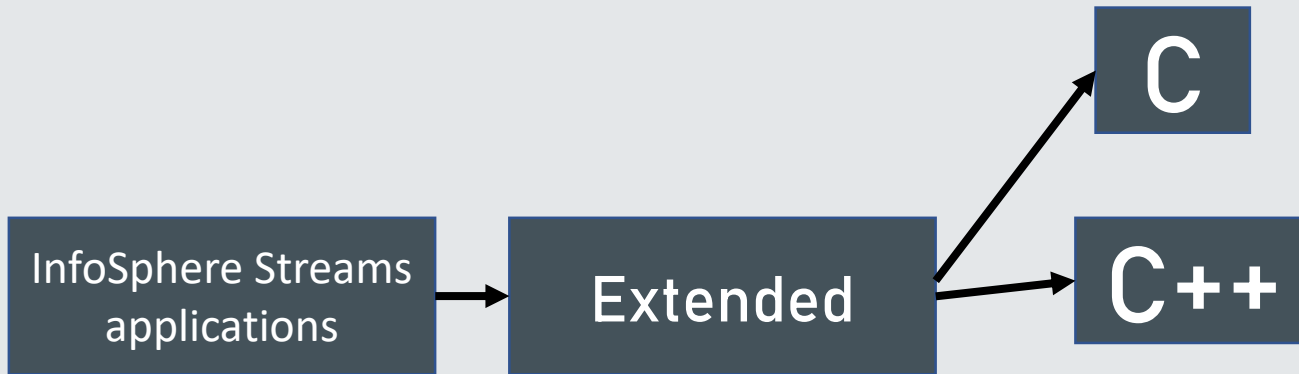 C
InfoSphere Streams
applications
Extended
C++